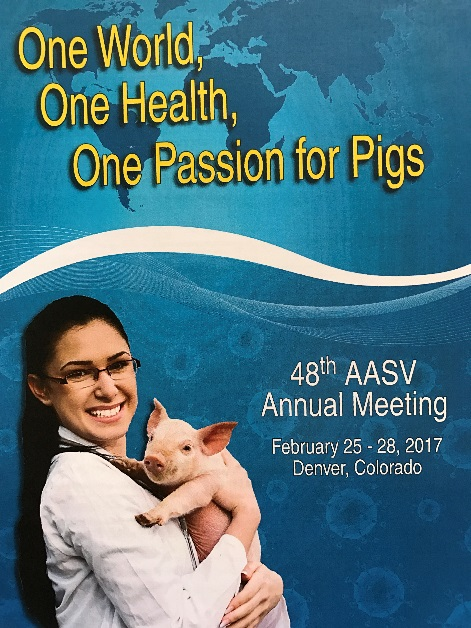 One World,
One Health,
One Passion for Pigs
48th AASV
Annual Meeting
February 25 - 28, 2017
Denver, Colorado